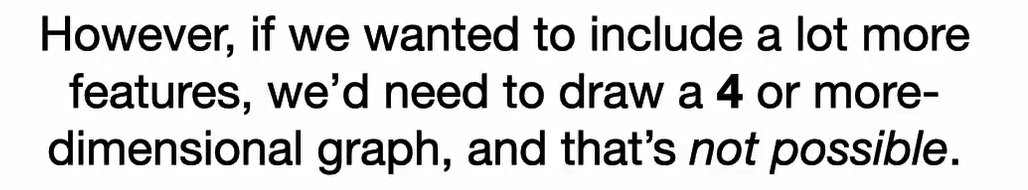 However, if we wanted to include a lot more
features, we’d need to draw a 4 or more-
dimensional graph, and that’s not possible.